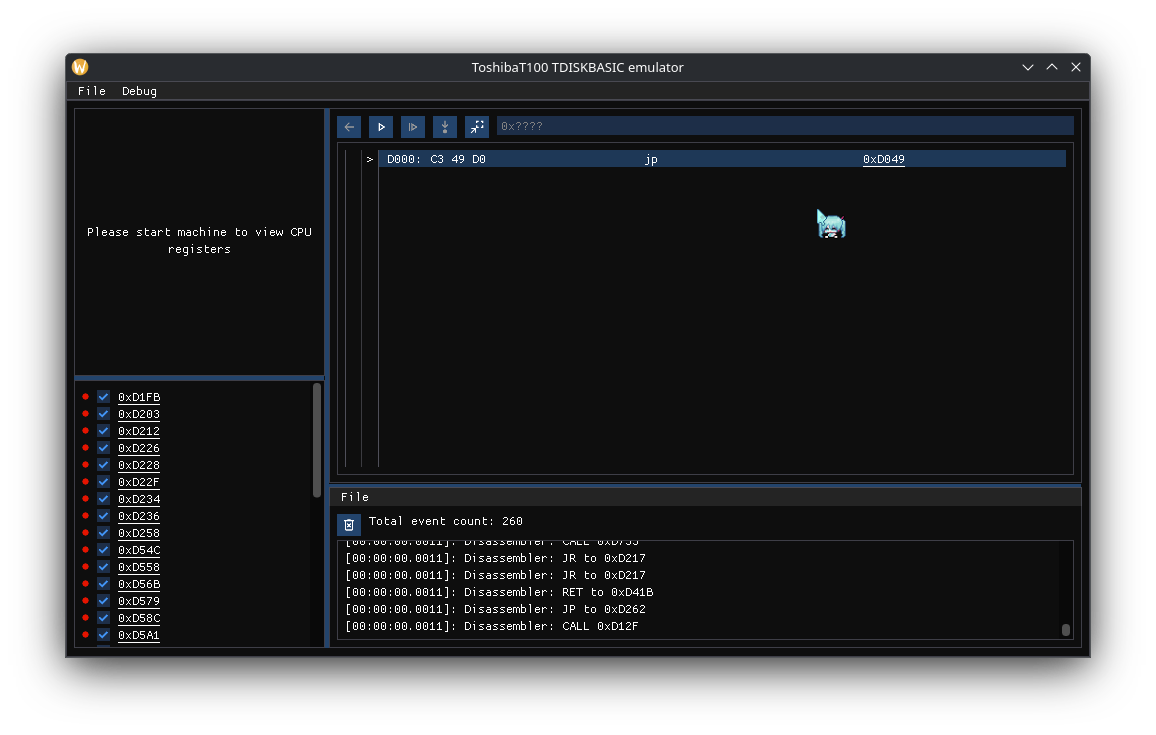 ToshibaT100 TDISKBASIC emulator
File Debug
0x????
Please start machine to view CPU
registers
> D000: C3 49 D0 jp 0xD049
0xD1FB
0xD203
0xD212
0xD226
0xD228
0xD22F
0xD234
0xD236
0xD258
0xD54C
0xD558
0xD56B
0xD579
0xD58C
0xD5A1
File
Total event count: 260
[00:00:00.0011]: Disassembler: JR to 0xD217
[00:00:00.0011]: Disassembler: JR to 0xD217
[00:00:00.0011]: Disassembler: RET to 0xD41B
[00:00:00.0011]: Disassembler: JP to 0xD262
[00:00:00.0011]: Disassembler: CALL 0xD12F